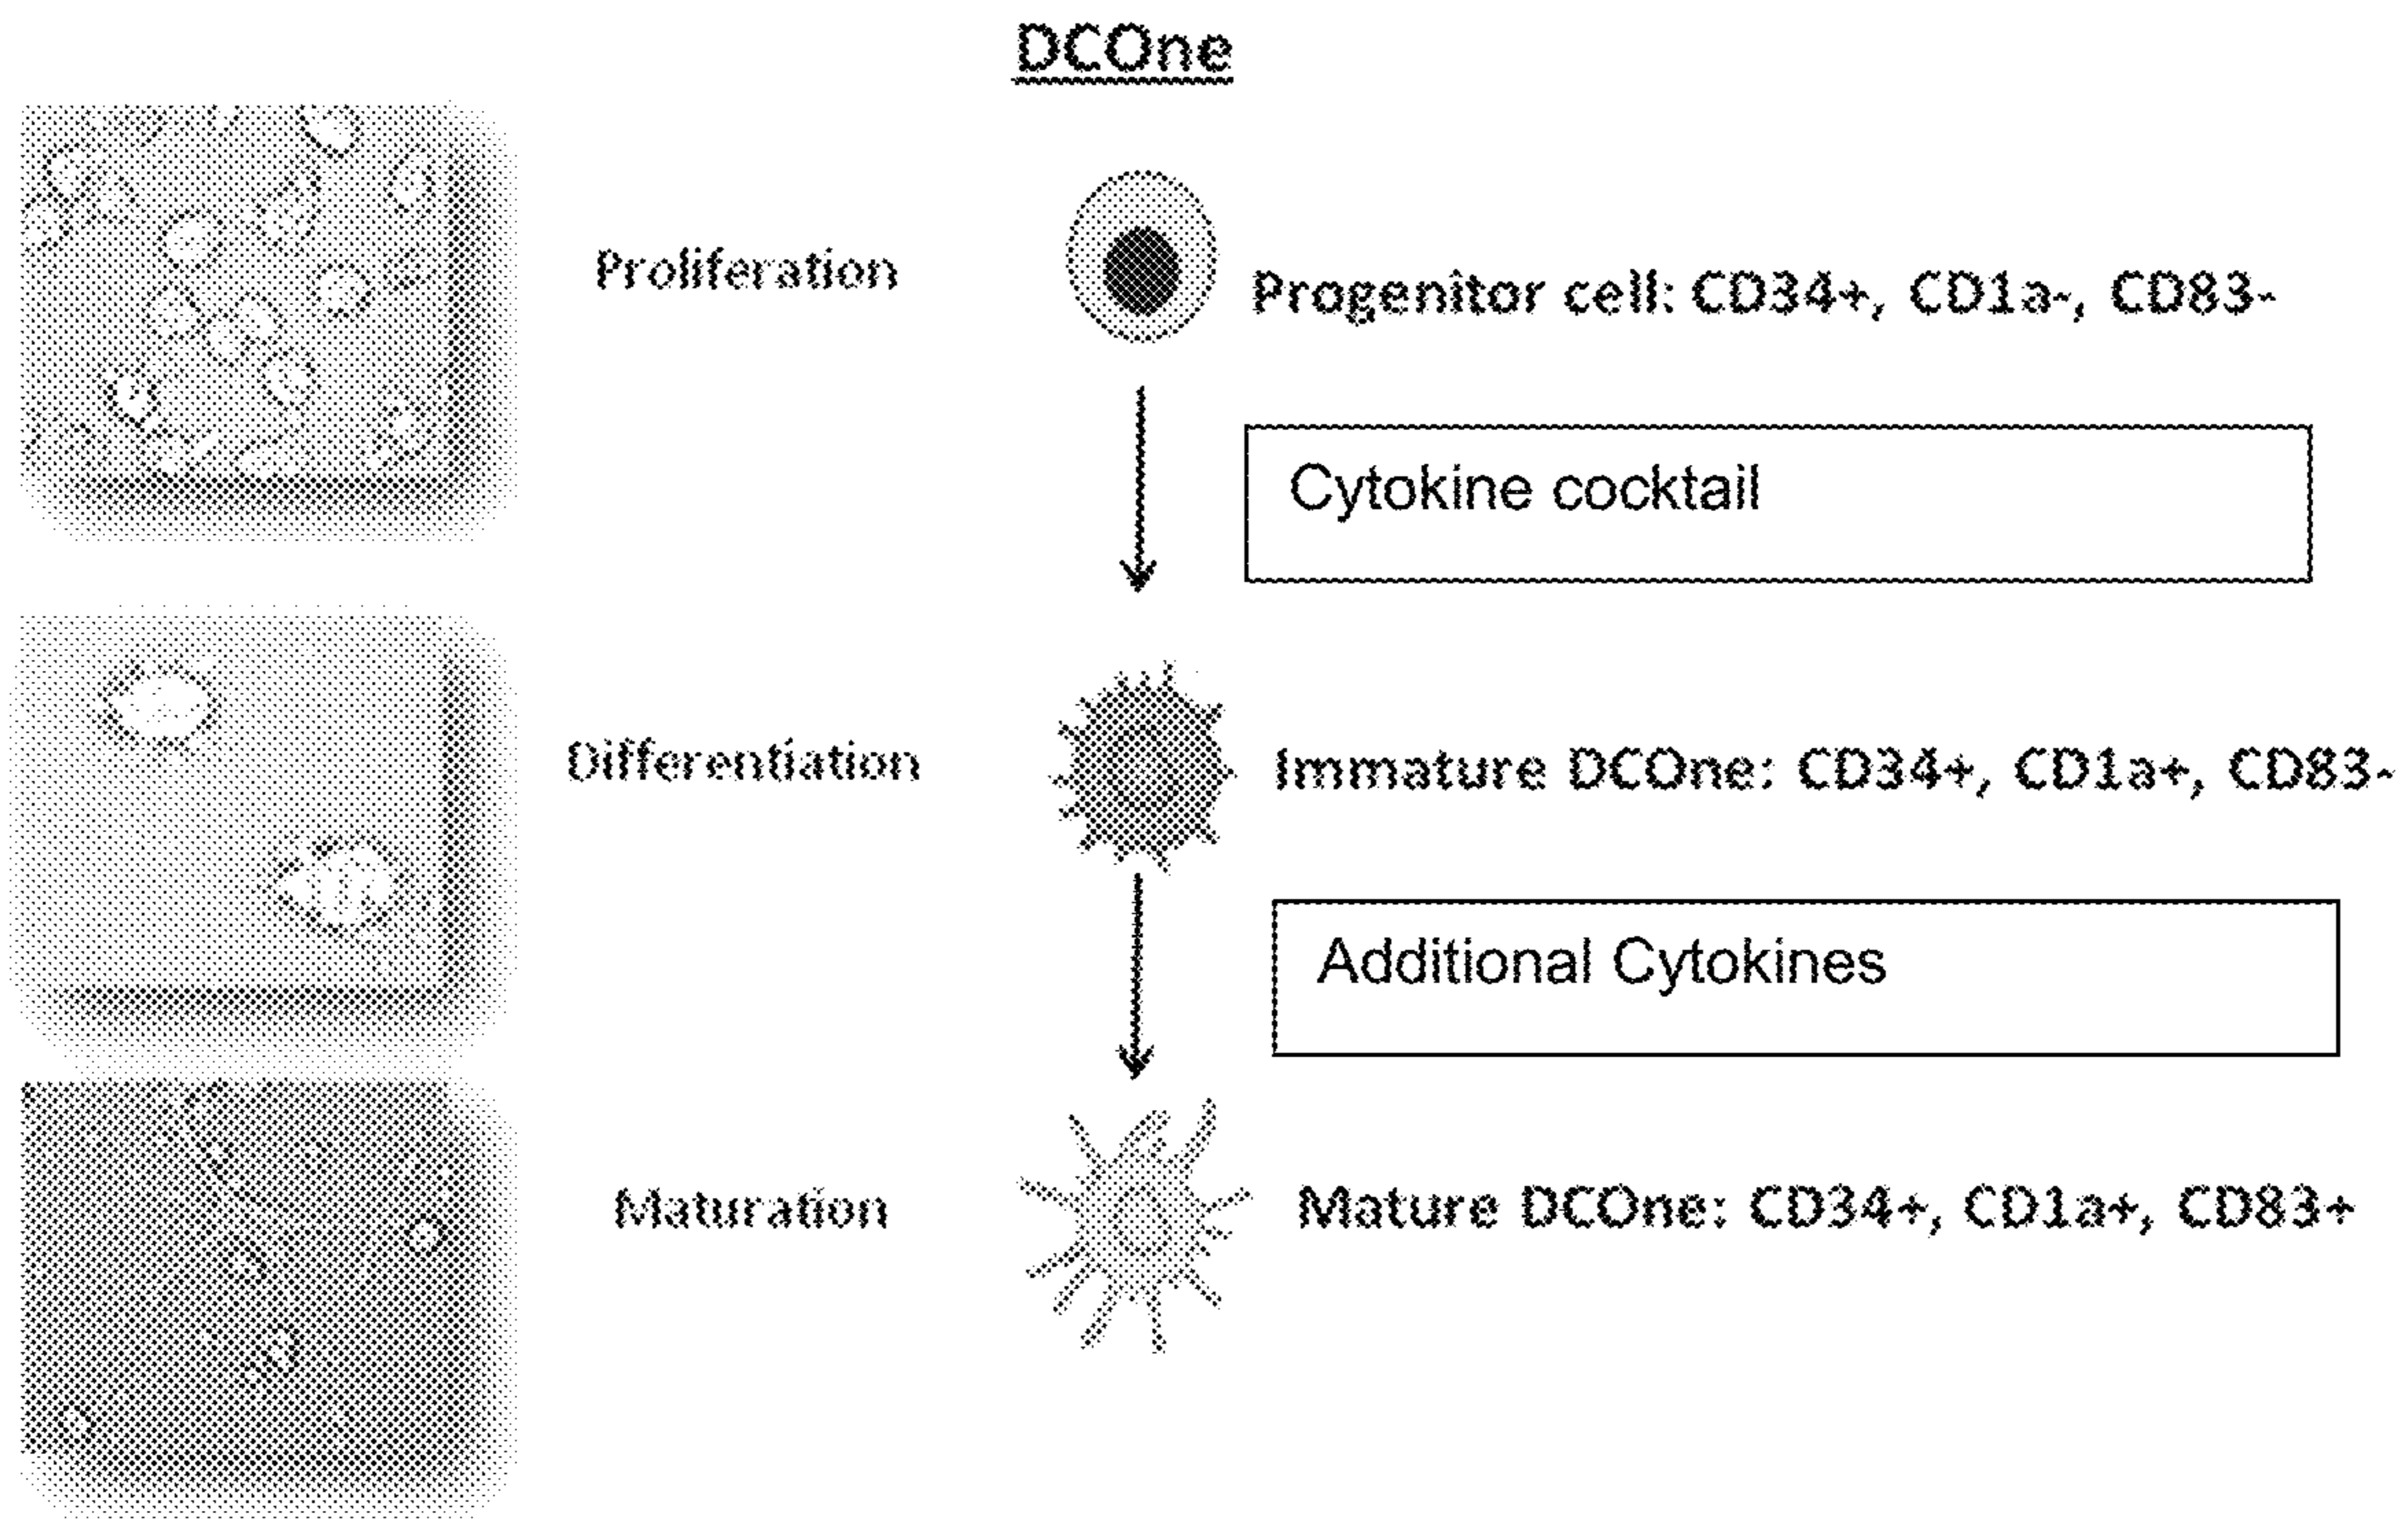 DCOne
Proliferation
Progenitor cell: CD34+, CD1a-, CD83-
Cytokine cocktail
Differentiation
Immature DCOne: CD34+, CD1a+, CD83-
Additional Cytokines
Maturation
Mature DCOne: CD34+, CD1a+, CD83+